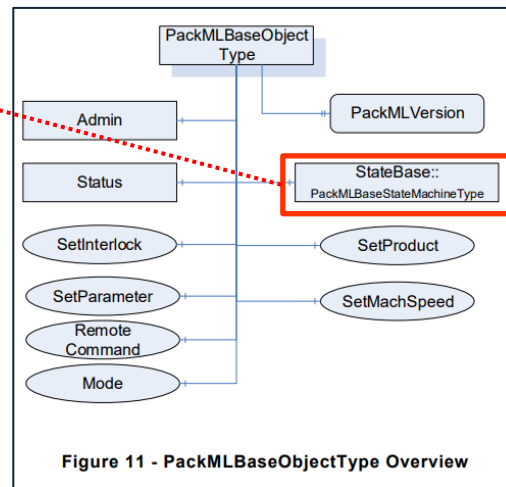 PackMLBaseObject
Type
Admin
PackMLVersion
Status
StateBase::
PackMLBaseStateMachineType
SetInterlock
SetProduct
SetParameter
SetMachSpeed
Remote
Command
Mode
Figure 11 - PackMLBaseObjectType Overview